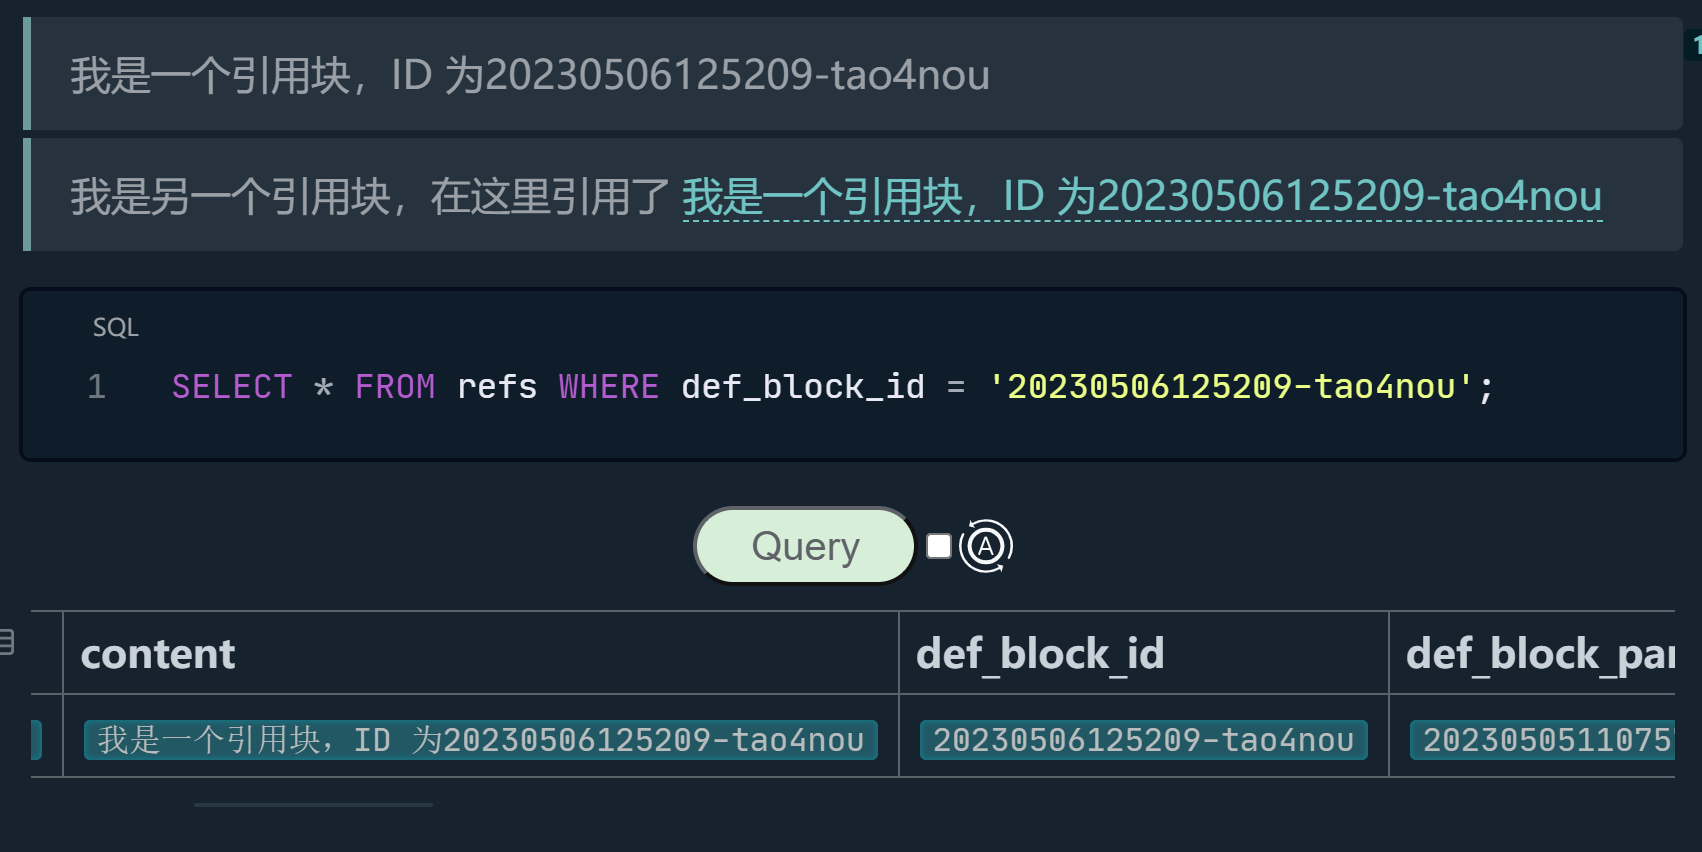 我是一个引用块，ID 为20230506125209-tao4nou
我是另一个引用块，在这里引用了 我是一个引用块，ID 为20230506125209-tao4nou
SQL
1 SELECT * FROM refs WHERE def_block_id = '20230506125209-tao4nou';
Query
A
content def_block_id
我是一个引用块，ID 为20230506125209-tao4nou 20230506125209-tao4nou